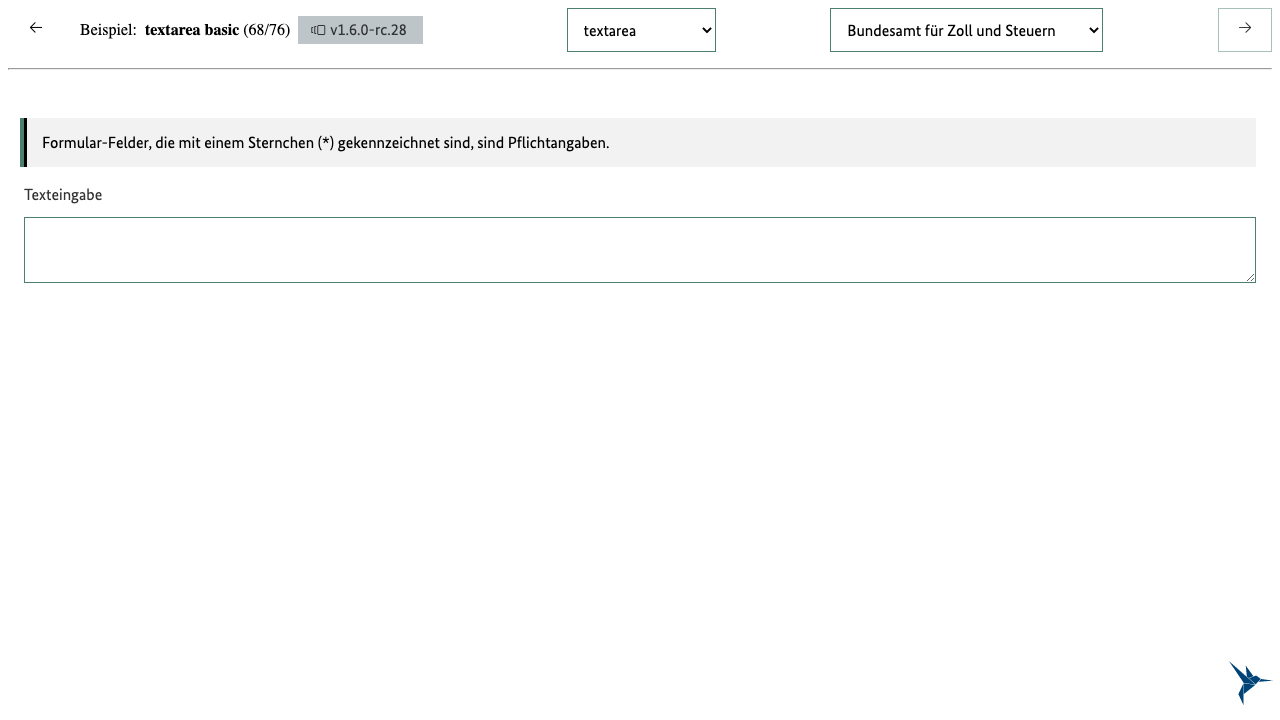 Beispiel: textarea basic (68/76) v1.6.0-rc.28 textarea Bundesamt für Zoll und Steuern
Formular-Felder, die mit einem Sternchen (*) gekennzeichnet sind, sind Pflichtangaben.
Texteingabe